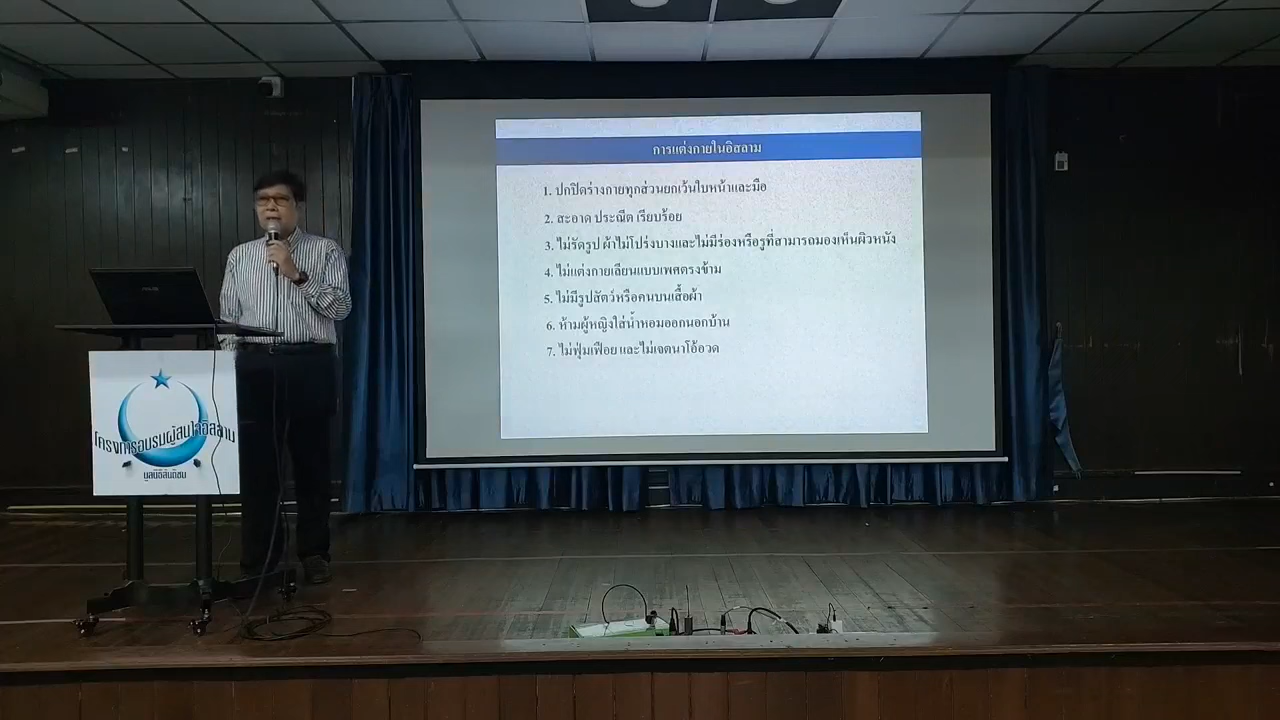 การแต่งกายในอิสลาม
1. ปกปิดร่างกายทุกส่วนยกเว้นใบหน้าและมือ
2. สะอาด ประณีต เรียบร้อย
3. ไม่รัดรูป ผ้าไม่โปร่งบางและไม่มีร่องหรือรูที่สามารถมองเห็นผิวหนัง
4. ไม่แต่งกายเลียนแบบเพศตรงข้าม
5. ไม่มีรูปสัตว์หรือคนบนเสื้อผ้า
6. ห้ามผู้หญิงใส่น้ำหอมออกนอกบ้าน
7. ไม่ฟุ่มเฟือย และไม่เจตนาโอ้อวด
โครงการอบรมผู้สนใจอิสลาม
มูลนิธิสันติชน